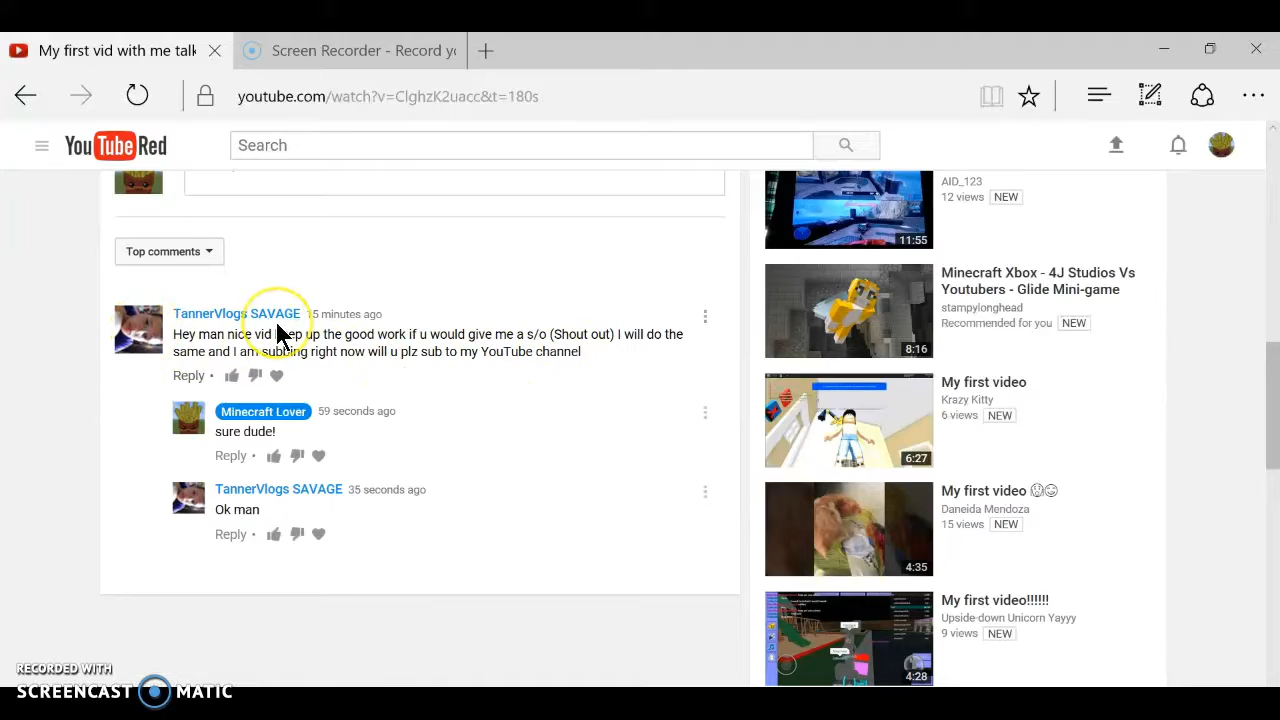 My first vid with me talk
Screen Recorder - Record yo
youtube.com/watch?v=ClghzK2uacc&t=180s
YouTube Red
Search
Top comments
TannerVlogs SAVAGE 15 minutes ago
Hey man nice vid keep up the good work if u would give me a s/o (Shout out) I will do the
same and I am subbing right now will u plz sub to my YouTube channel
Reply •
Minecraft Lover 59 seconds ago
sure dude!
Reply •
TannerVlogs SAVAGE 35 seconds ago
Ok man
Reply •
AID_123
12 views NEW
11:55
Minecraft Xbox - 4J Studios Vs
Youtubers - Glide Mini-game
stampylonghead
Recommended for you NEW
8:16
My first video
Krazy Kitty
6 views NEW
6:27
My first video
Daneida Mendoza
15 views NEW
4:35
My first video!!!!!!
Upside-down Unicorn Yayyy
9 views NEW
4:28
RECORDED WITH
SCREENCAST MATIC